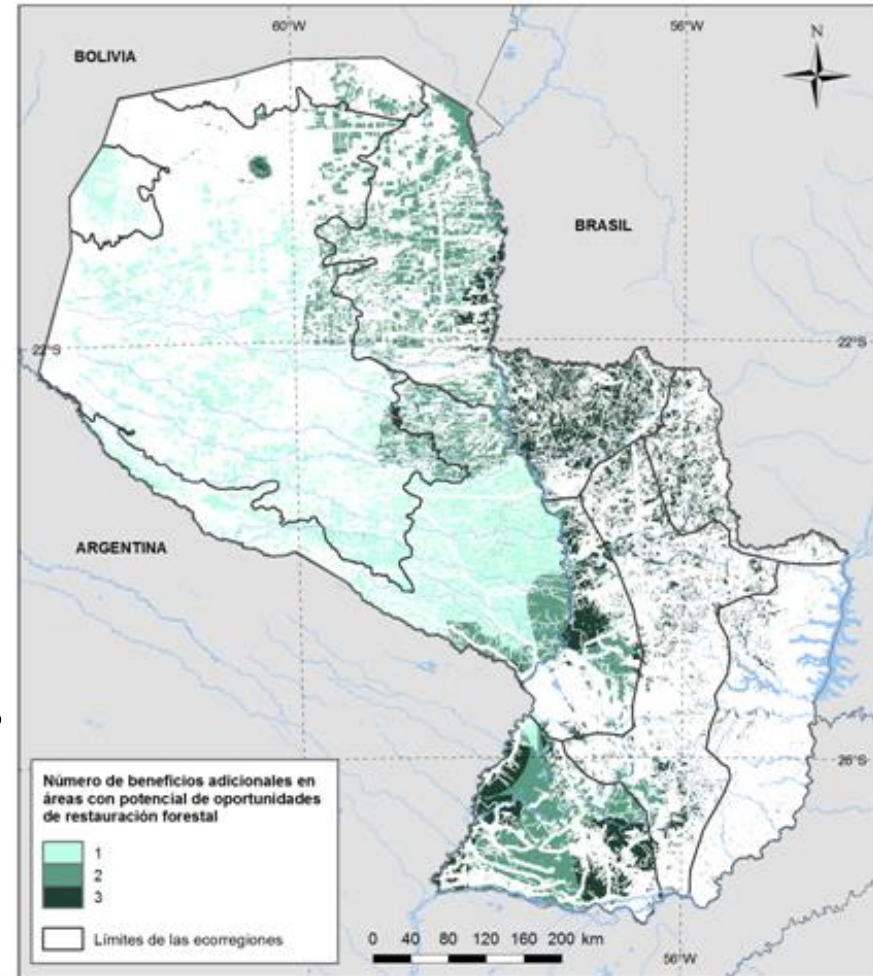 60°W 56°W
N
BOLIVIA
BRASIL
22°S 22°S
ARGENTINA
26°S 26°S
Número de beneficios adicionales en
áreas con potencial de oportunidades
de restauración forestal
1
2
3
Límites de las ecorregiones
0 40 80 120 160 200 km
56°W